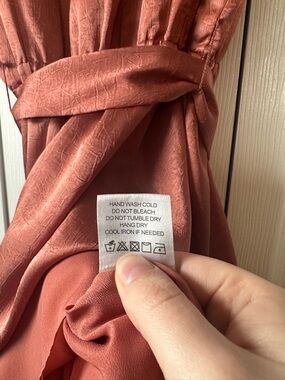 HAND WASH COLD
DO NOT BLEACH
DO NOT TUMBLE DRY
HANG DRY
COOL IRON IF NEEDED